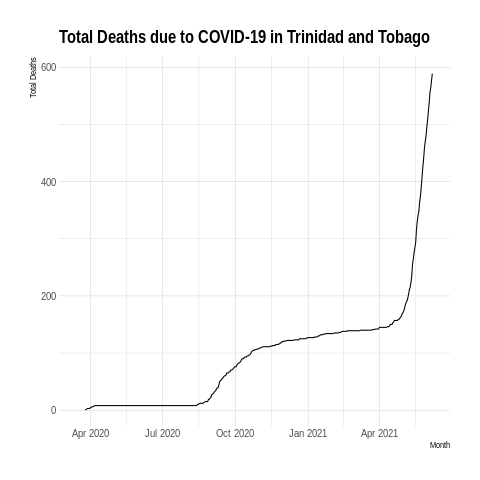 Total Deaths due to COVID-19 in Trinidad and Tobago
Total Deaths
600
400
200
0
Apr 2020 Jul 2020 Oct 2020 Jan 2021 Apr 2021
Month